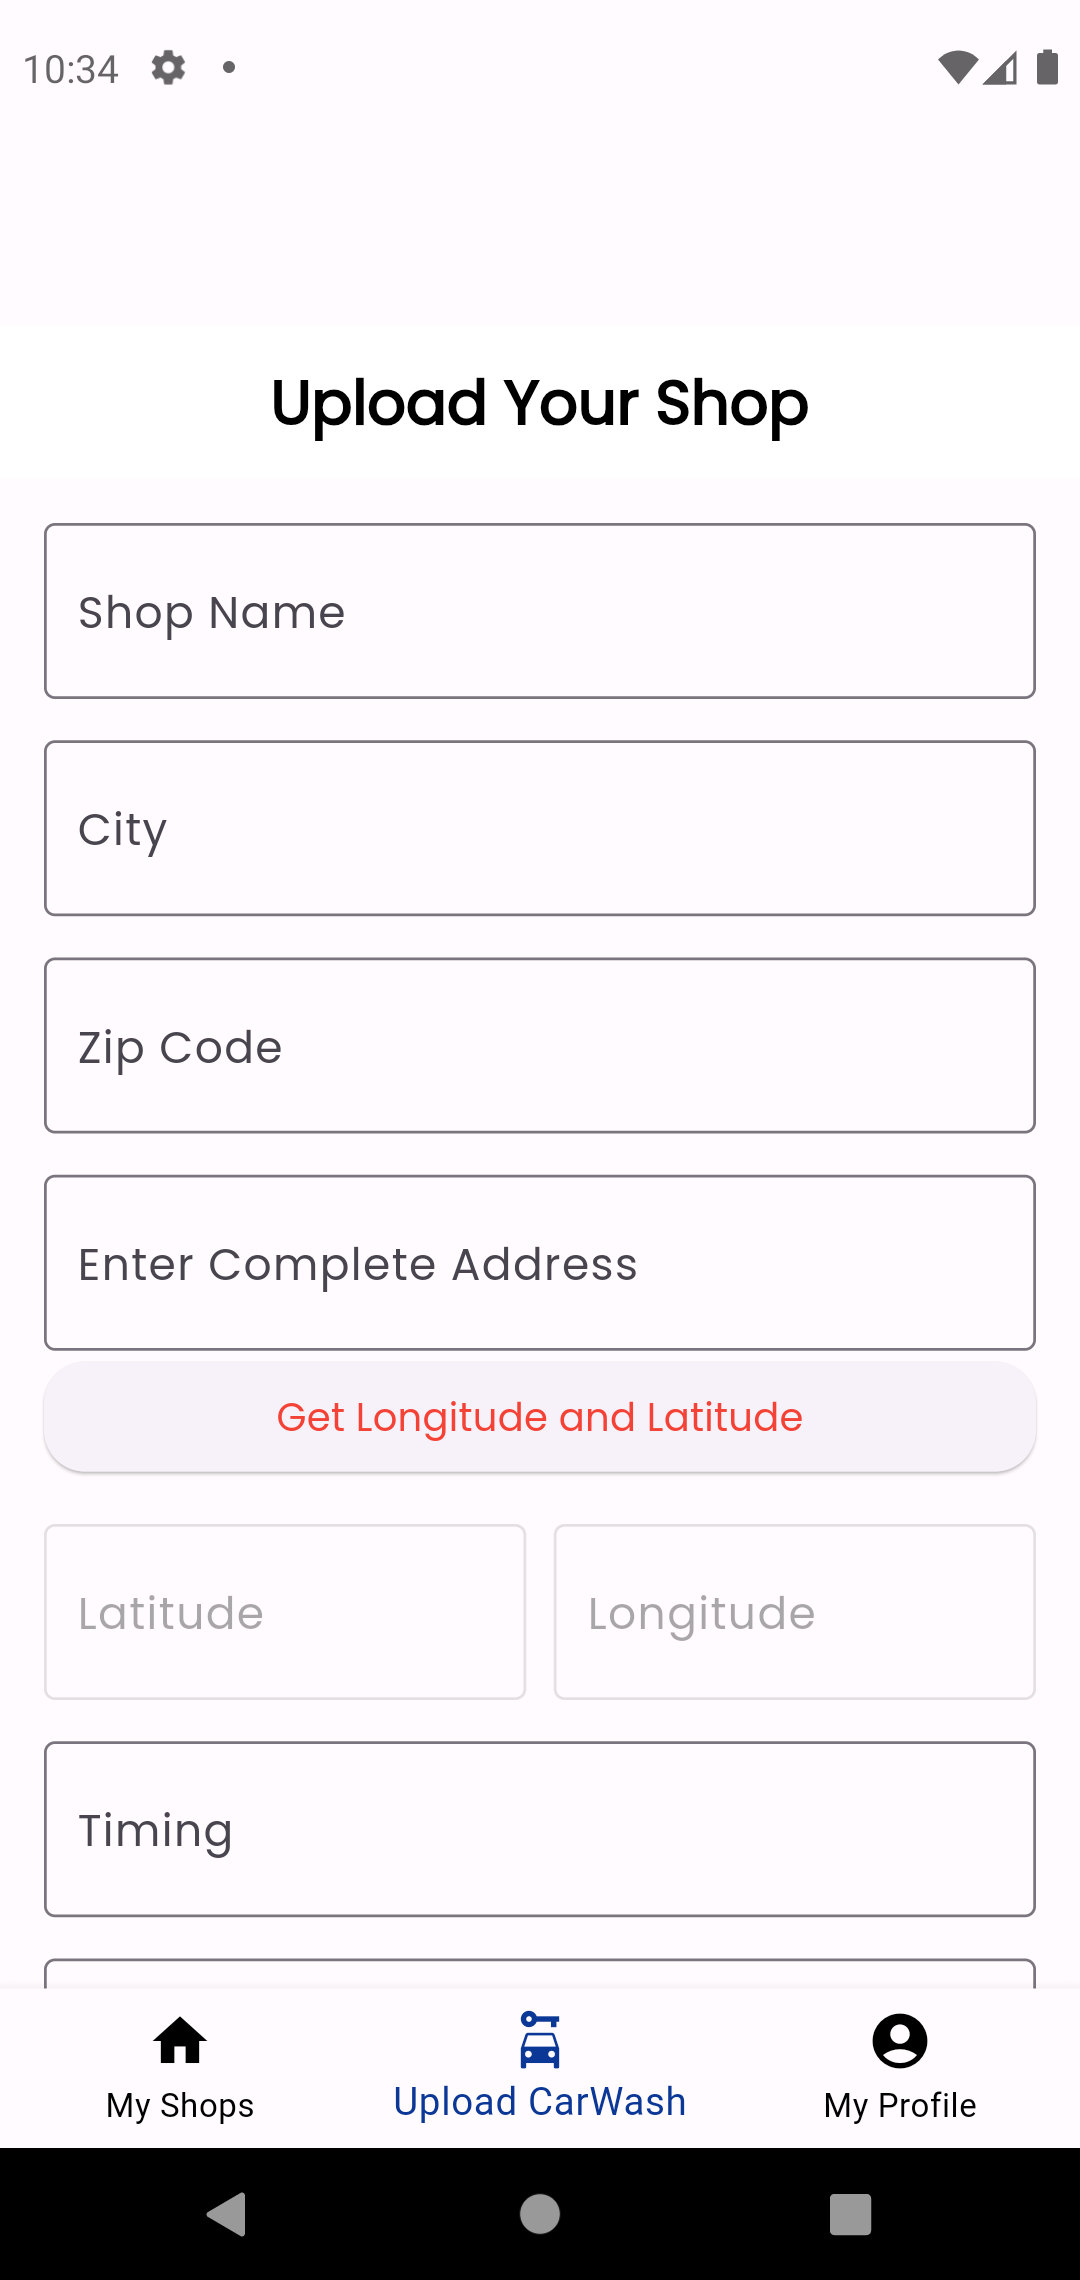 10:34
Upload Your Shop
Shop Name
City
Zip Code
Enter Complete Address
Get Longitude and Latitude
Latitude Longitude
Timing
My Shops Upload CarWash My Profile